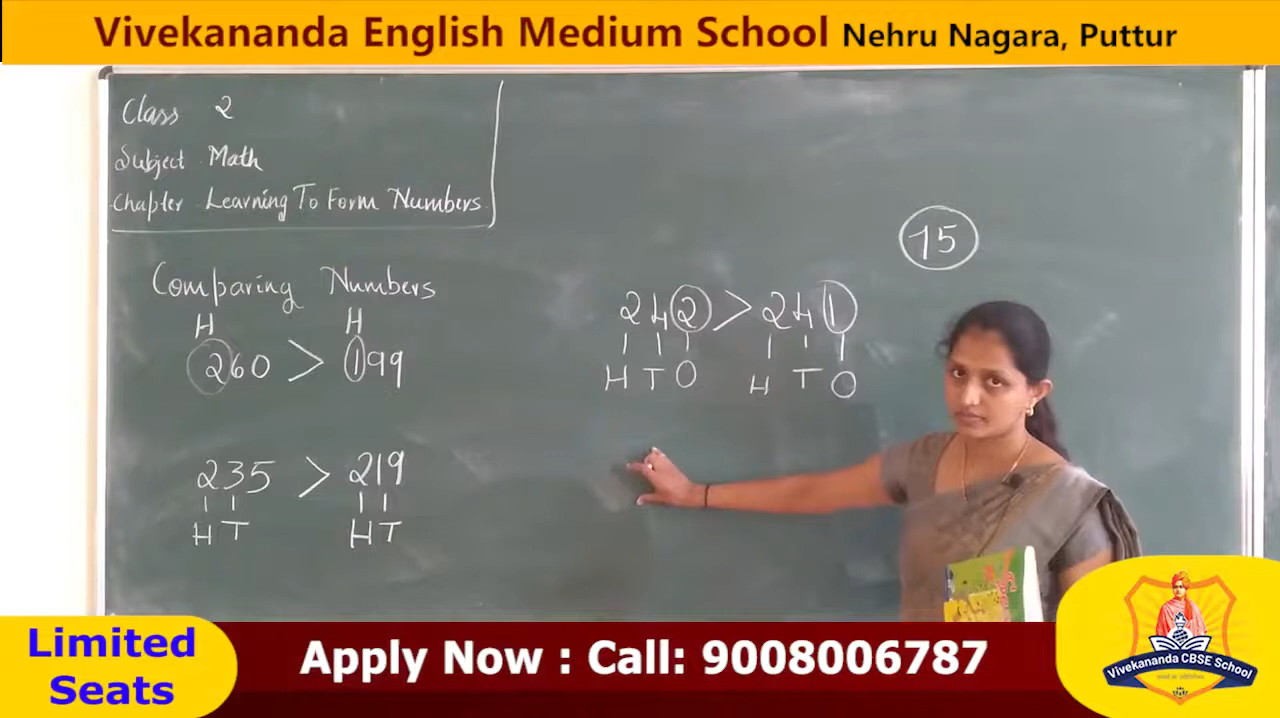 Vivekananda English Medium School Nehru Nagara, Puttur
Class 2
Subject Math
Chapter Learning To Form Numbers
Comparing Numbers
H H
260 > 199
235 > 219
H T H T
15
242 > 241
H T O H T O
Limited
Seats
Apply Now : Call: 9008006787
Vivekananda CBSE School